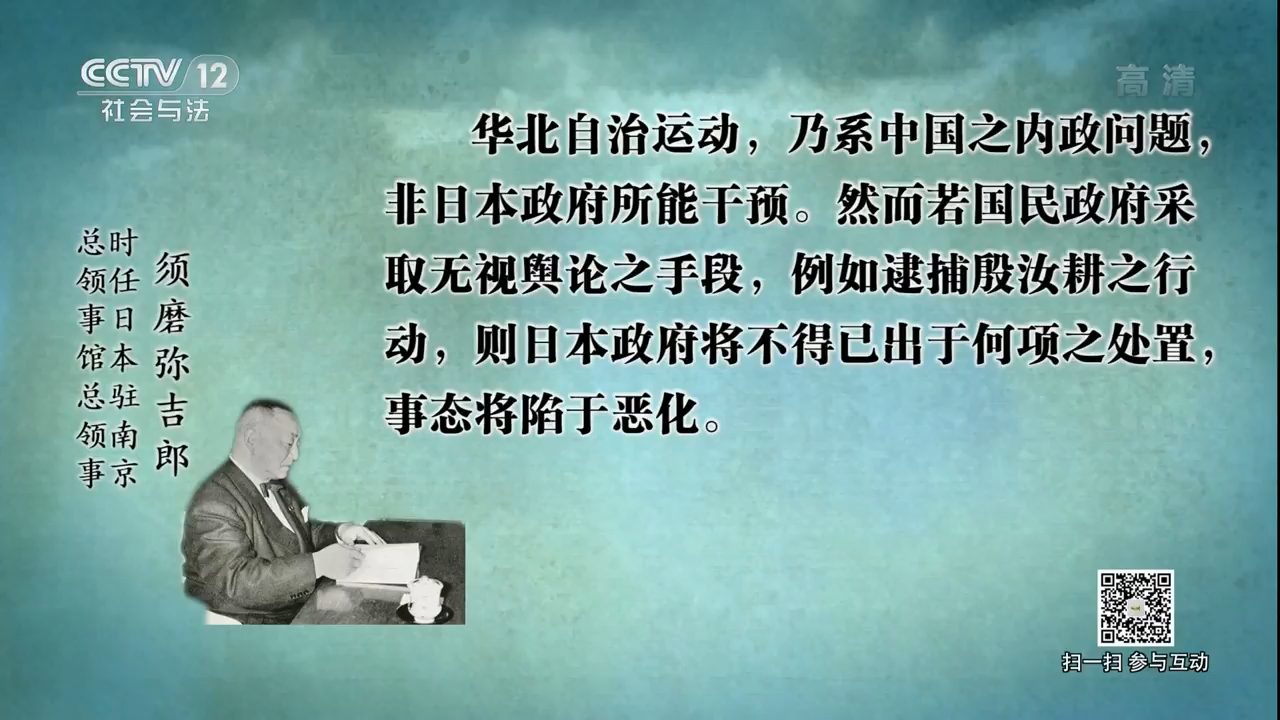 CCTV 12
社会与法
高清
华北自治运动，乃系中国之内政问题，
非日本政府所能干预。然而若国民政府采
取无视舆论之手段，例如逮捕殷汝耕之行
动，则日本政府将不得已出于何项之处置，
事态将陷于恶化。
须磨弥吉郎
时任日本驻南京
总领事馆总领事
扫一扫 参与互动